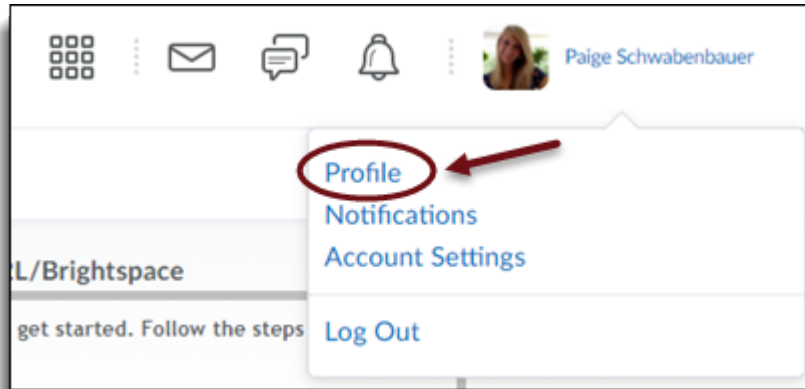 Paige Schwabenbauer
Profile
Notifications
Account Settings
Log Out
L/Brightspace
get started. Follow the steps